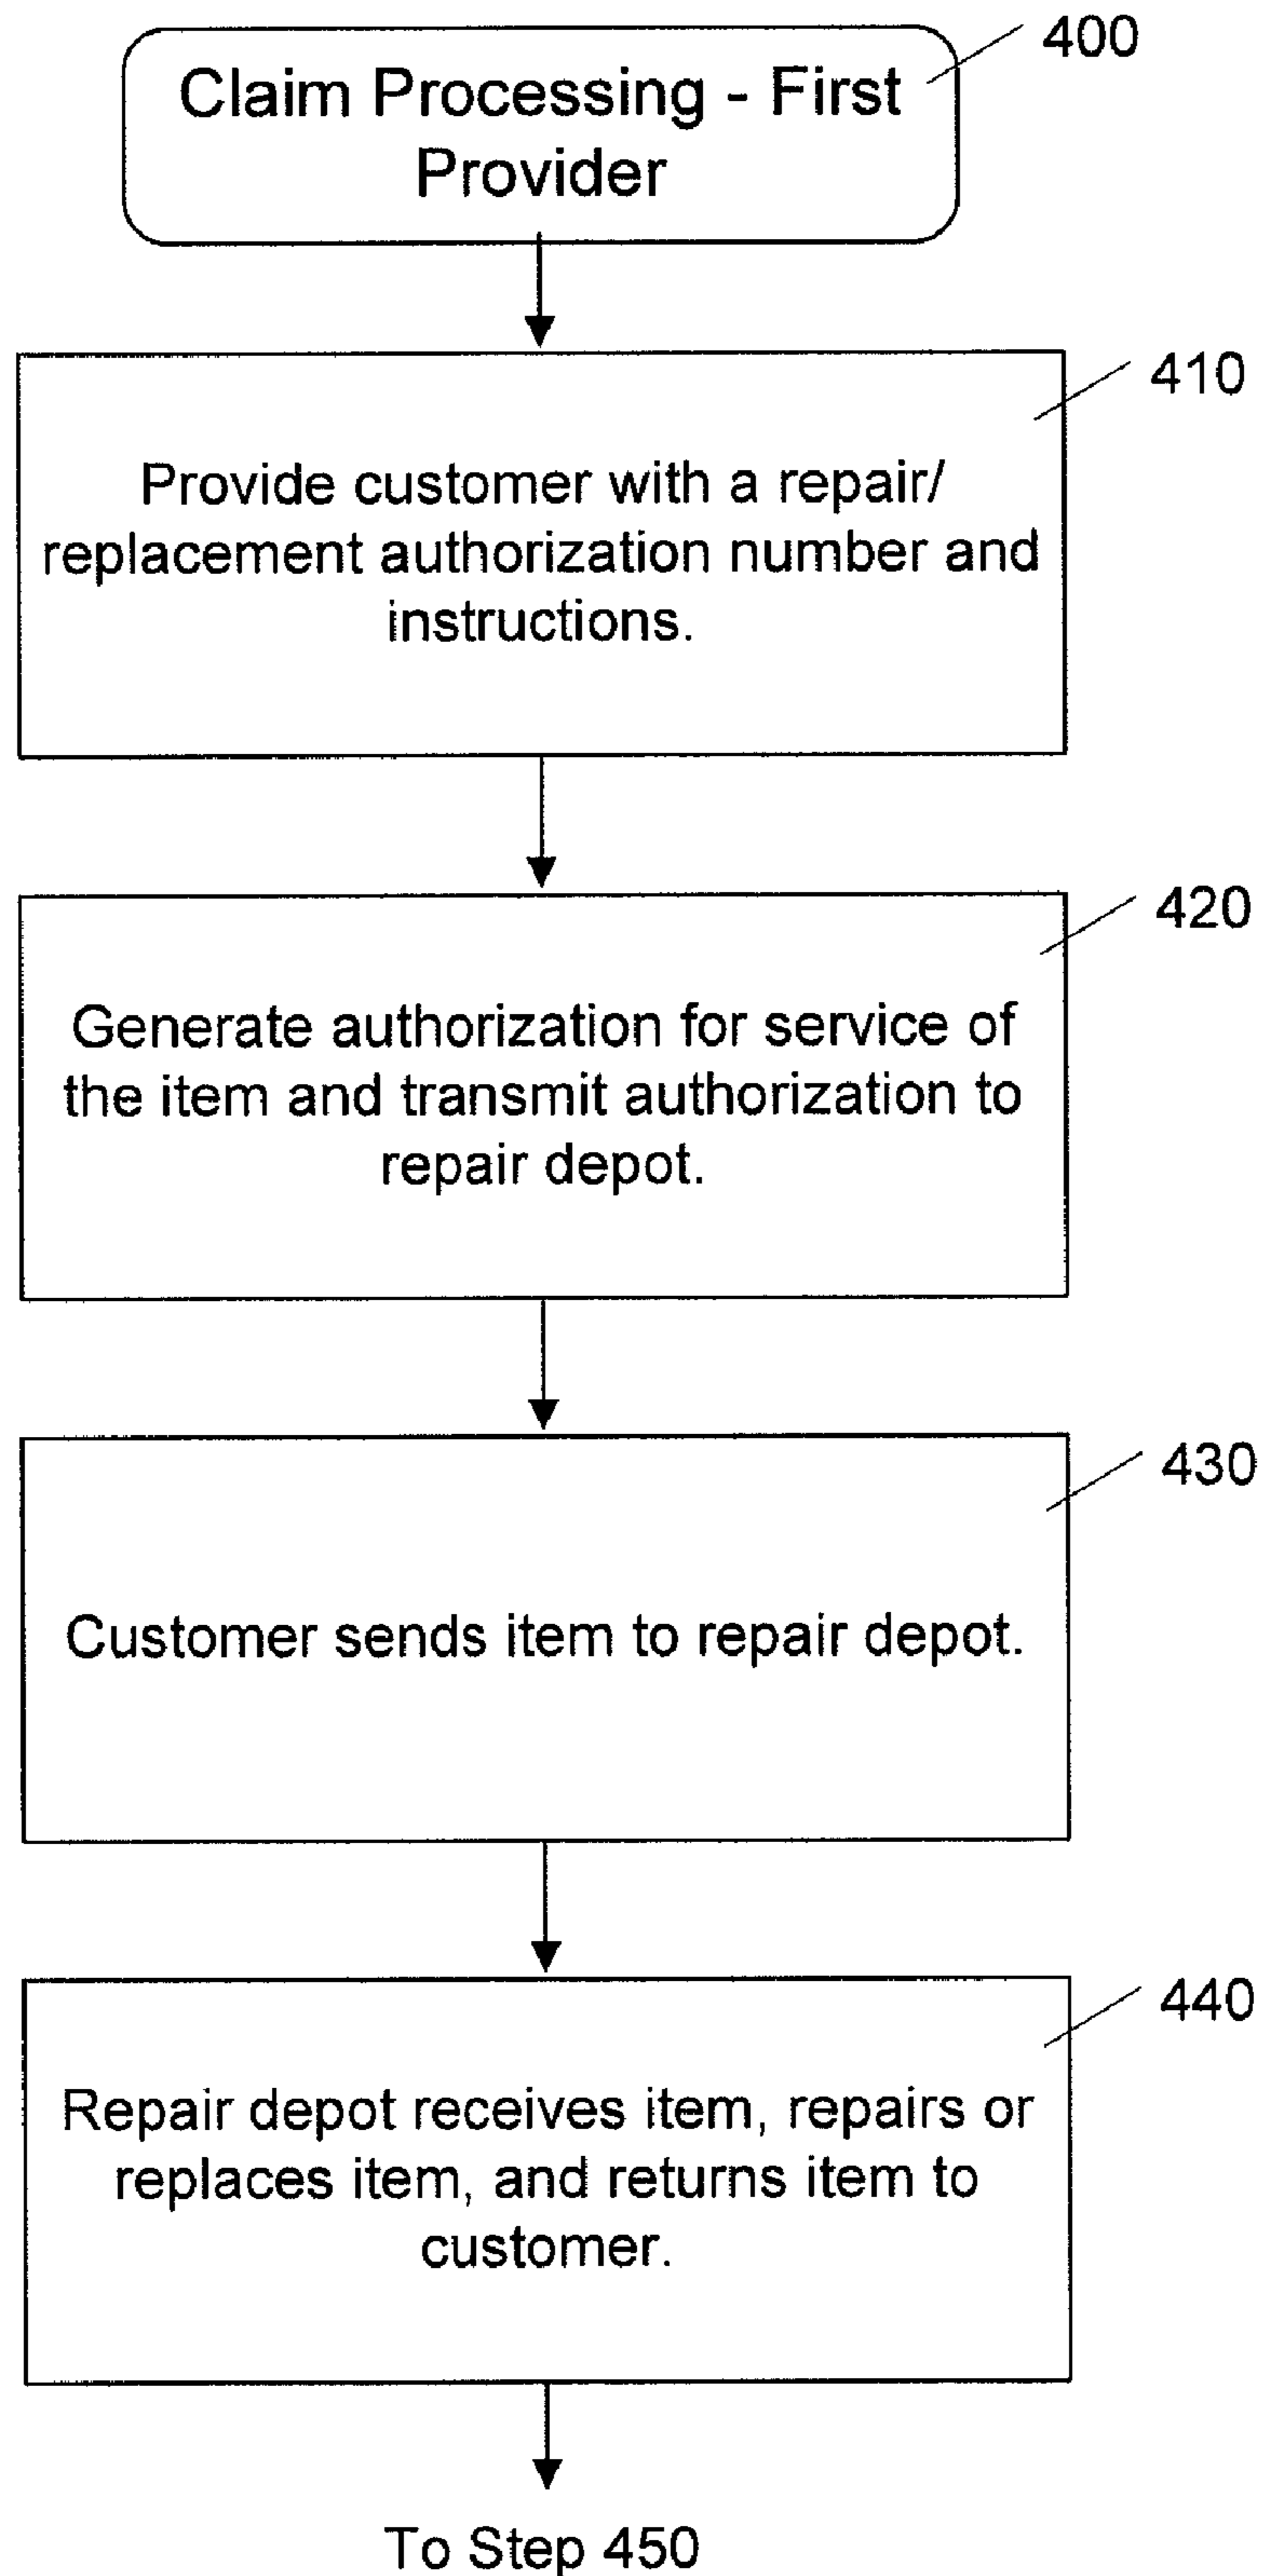 400
Claim Processing - First
Provider
410
Provide customer with a repair/
replacement authorization number and
instructions.
420
Generate authorization for service of
the item and transmit authorization to
repair depot.
430
Customer sends item to repair depot.
440
Repair depot receives item, repairs or
replaces item, and returns item to
customer.
To Step 450